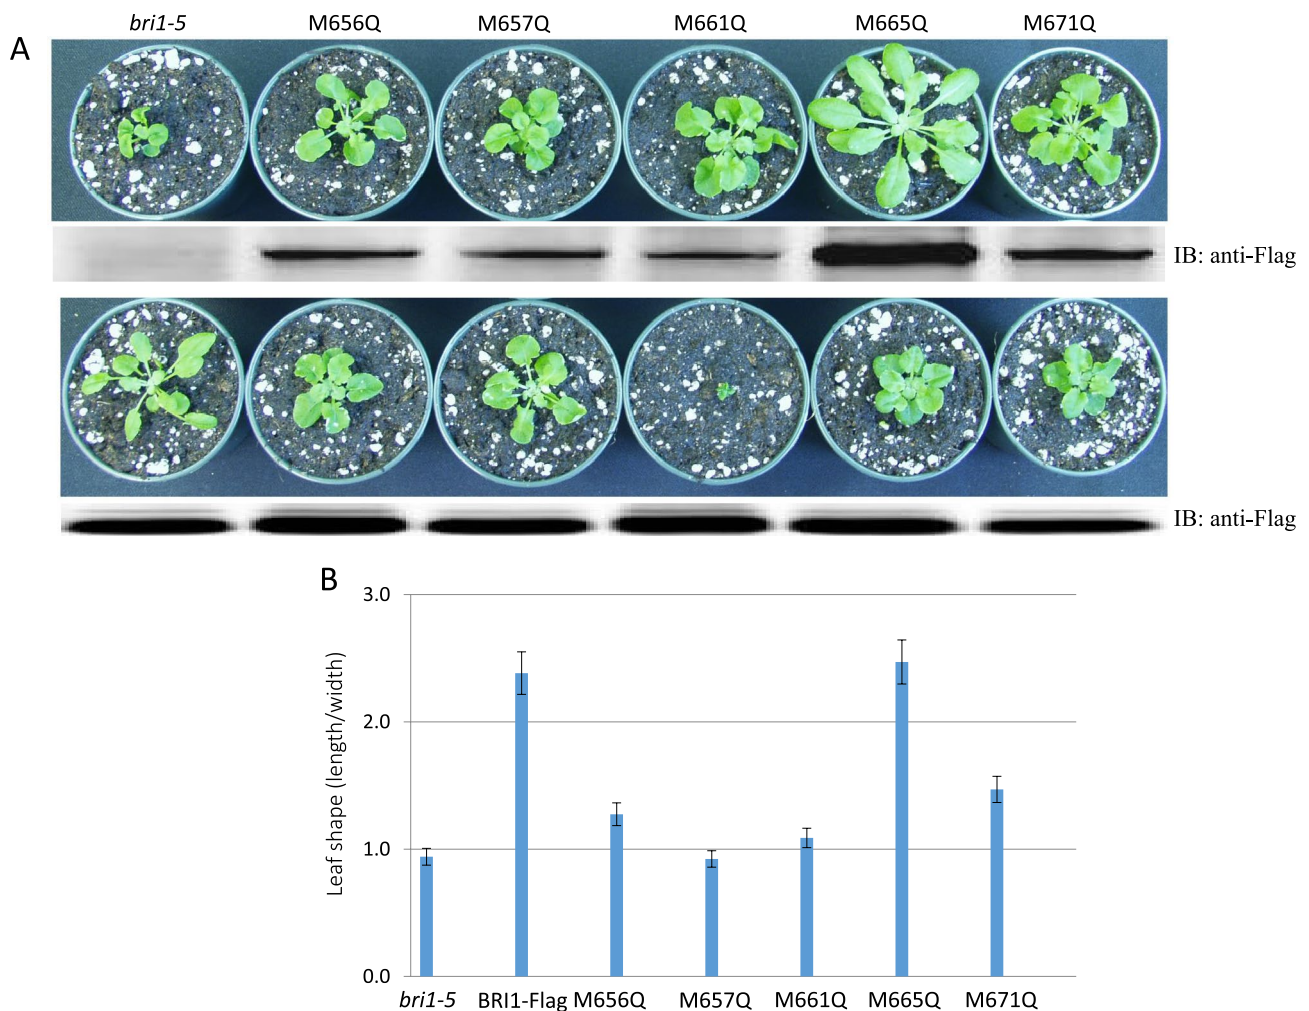 A
bri1-5 M656Q M657Q M661Q M665Q M671Q
IB: anti-Flag
IB: anti-Flag
B
Leaf shape (length/width)
3.0
2.0
1.0
0.0
bri1-5 BRI1-Flag M656Q M657Q M661Q M665Q M671Q